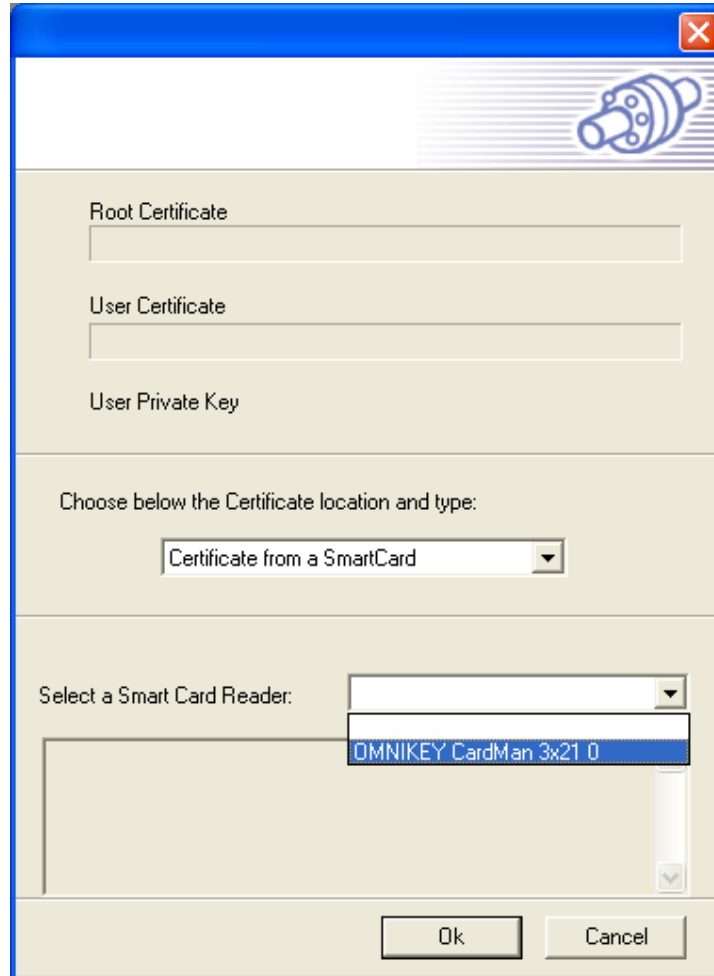 Root Certificate
User Certificate
User Private Key
Choose below the Certificate location and type:
Certificate from a SmartCard
Select a Smart Card Reader:
OMNIKEY CardMan 3x21 0
Ok Cancel